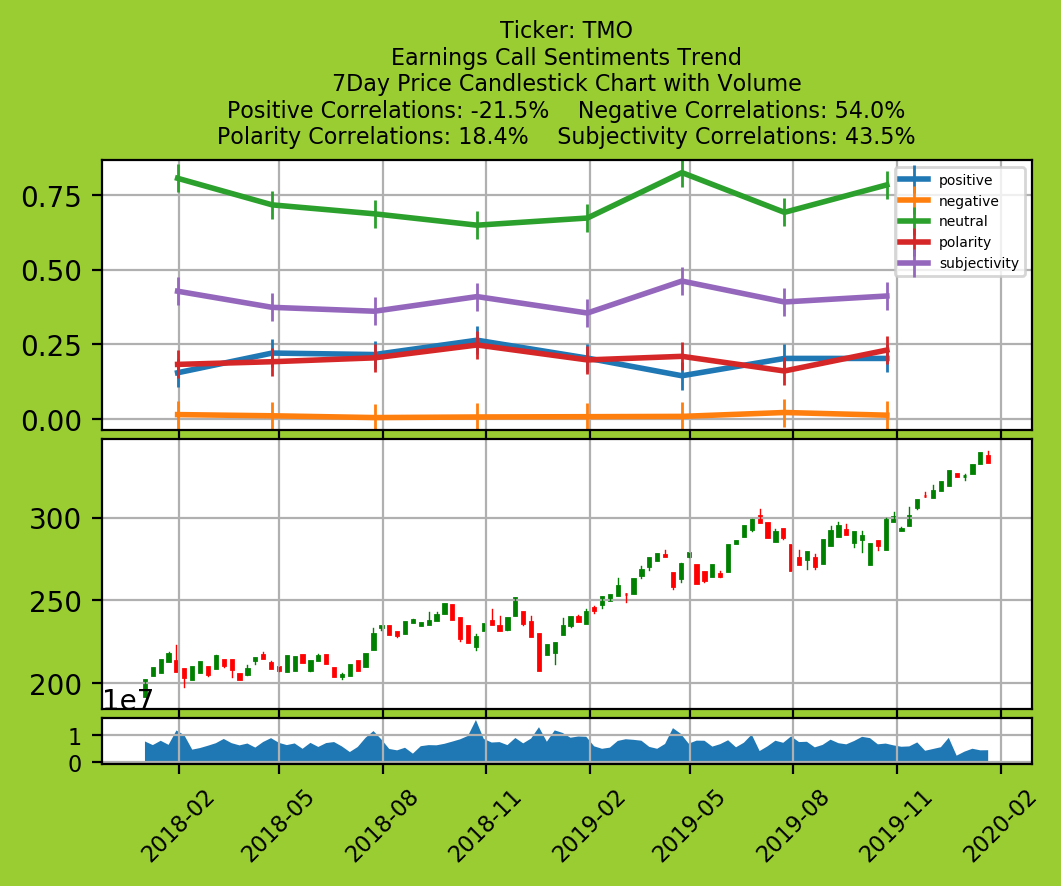 Ticker: TMO
Earnings Call Sentiments Trend
7Day Price Candlestick Chart with Volume
Positive Correlations: -21.5%    Negative Correlations: 54.0%
Polarity Correlations: 18.4%    Subjectivity Correlations: 43.5%
0.75
0.50
0.25
0.00
positive
negative
neutral
polarity
subjectivity
300
250
200
1e7
1
0
2018-02
2018-05
2018-08
2018-11
2019-02
2019-05
2019-08
2019-11
2020-02